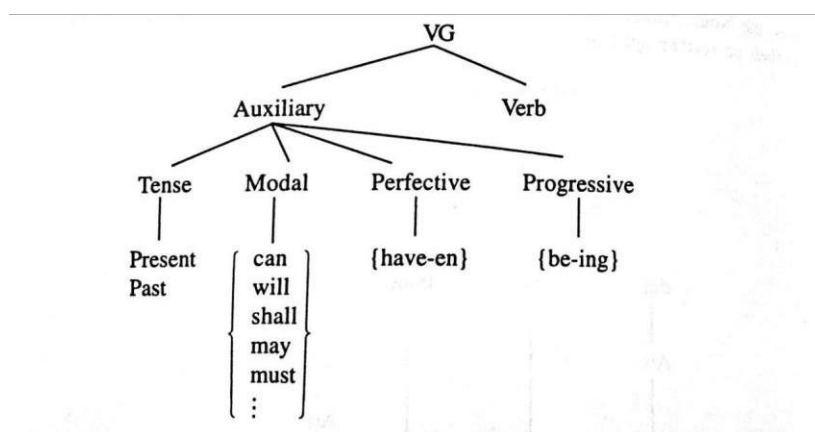 VG
Auxiliary Verb
Tense Modal Perfective Progressive
Present can {have-en} {be-ing}
Past will
shall
may
must
⋮